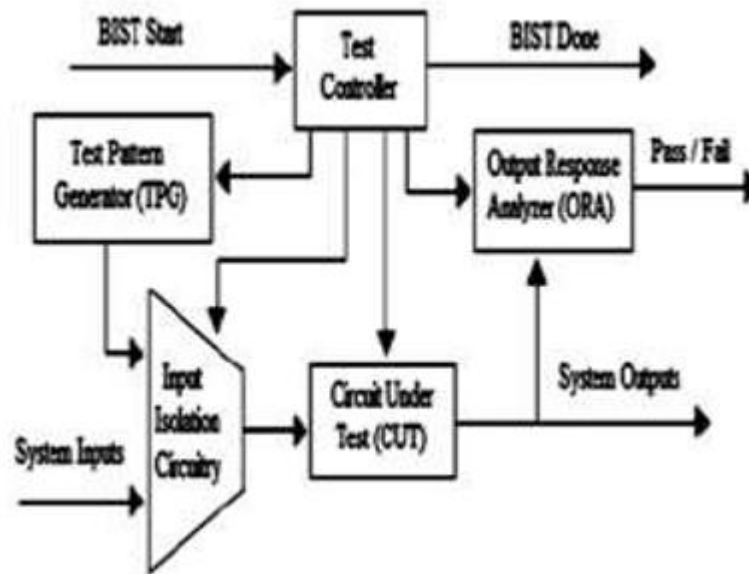 BIST Start
Test
Controller
BIST Done
Test Pattern
Generator (TPG)
Output Response
Analyzer (ORA)
Pass / Fail
Input
Isolation
Circuitry
Circuit Under
Test (CUT)
System Outputs
System Inputs